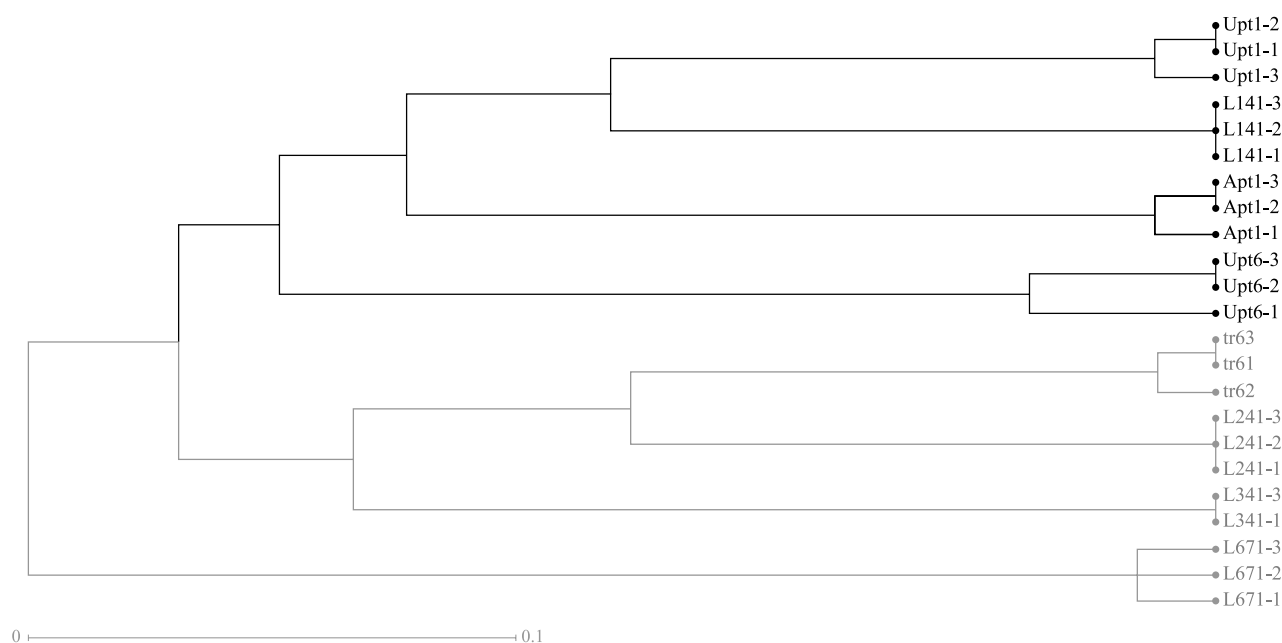 Upt1-2
Upt1-1
Upt1-3
L141-3
L141-2
L141-1
Apt1-3
Apt1-2
Apt1-1
Upt6-3
Upt6-2
Upt6-1
tr63
tr61
tr62
L241-3
L241-2
L241-1
L341-3
L341-1
L671-3
L671-2
L671-1
0 0.1